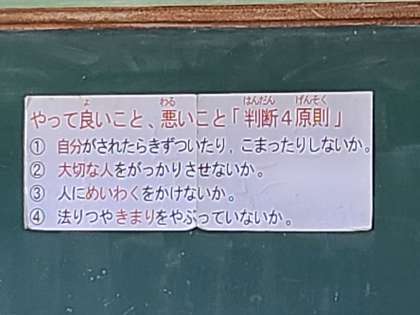 やって良いこと、悪いこと「判断4原則」
① 自分がされたらきずついたり、こまったりしないか。
② 大切な人をがっかりさせないか。
③ 人にめいわくをかけないか。
④ 法りつやきまりをやぶっていないか。